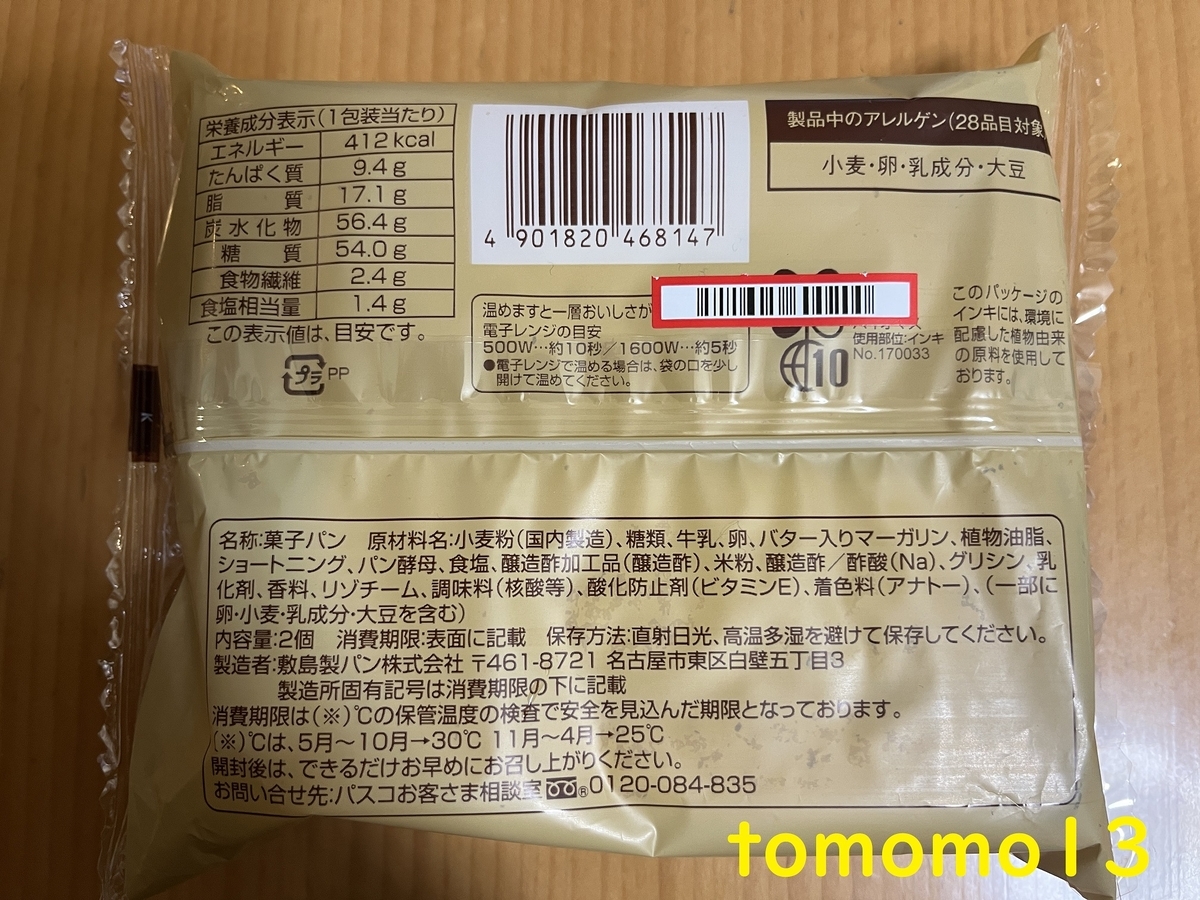 栄養成分表示(1包装当たり)
エネルギー 412kcal
たんぱく質 9.4g
脂質 17.1g
炭水化物 56.4g
糖質 54.0g
食物繊維 2.4g
食塩相当量 1.4g
この表示値は、目安です。
プラ PP
4 901820 468147
製品中のアレルゲン(28品目対象
小麦・卵・乳成分・大豆
温めますと一層おいしさが
電子レンジの目安
500W…約10秒/1600W…約5秒
●電子レンジで温める場合は、袋の口を少し
開けて温めてください。
10
使用部位:インキ
No.170033
このパッケージの
インキには、環境に
配慮した植物由来
の原料を使用して
おります。
K
名称:菓子パン 原材料名:小麦粉(国内製造)、糖類、牛乳、卵、バター入りマーガリン、植物油脂、
ショートニング、パン酵母、食塩、醸造酢加工品(醸造酢)、米粉、醸造酢/酢酸(Na)、グリシン、乳
化剤、香料、リゾチーム、調味料(核酸等)、酸化防止剤(ビタミンE)、着色料(アナトー)、(一部に
卵・小麦・乳成分・大豆を含む)
内容量:2個 消費期限:表面に記載 保存方法:直射日光、高温多湿を避けて保存してください。
製造者:敷島製パン株式会社 〒461-8721 名古屋市東区白壁五丁目3
製造所固有記号は消費期限の下に記載
消費期限は(※)℃の保管温度の検査で安全を見込んだ期限となっております。
(※)℃は、5月～10月→30℃ 11月～4月→25℃
開封後は、できるだけお早めにお召し上がりください。
お問い合せ先:パスコお客さま相談室 ®0120-084-835
tomomo13